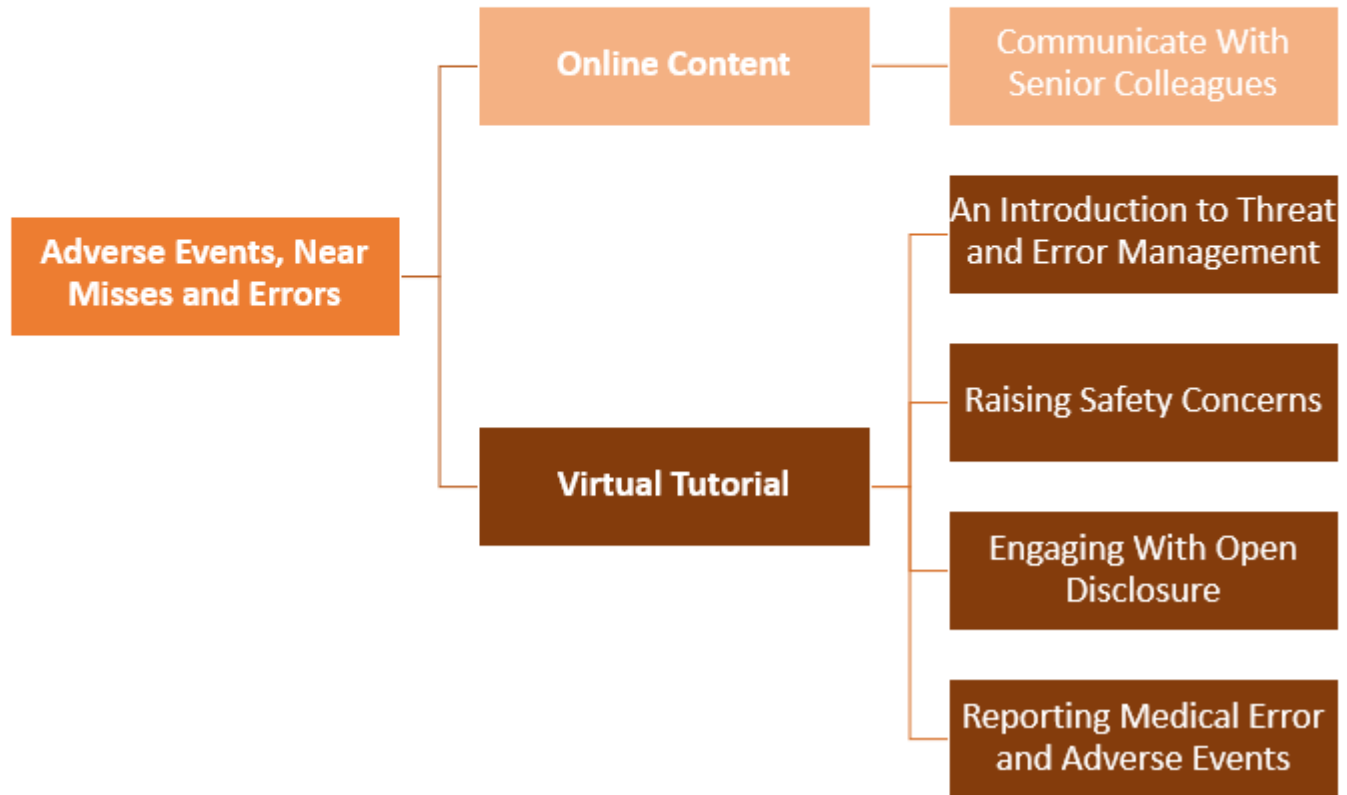 Online Content
Communicate With
Senior Colleagues
Adverse Events, Near
Misses and Errors
An Introduction to Threat
and Error Management
Raising Safety Concerns
Virtual Tutorial
Engaging With Open
Disclosure
Reporting Medical Error
and Adverse Events